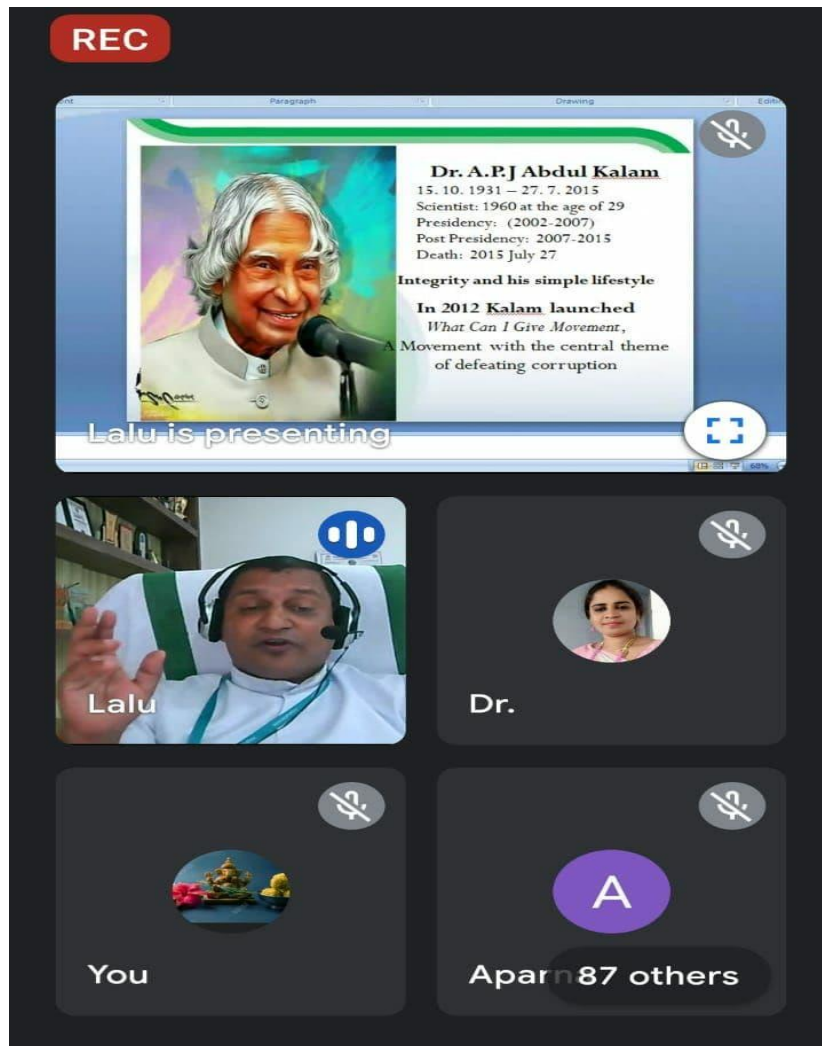 REC
Paragraph
Drawing
Dr. A.P.J Abdul Kalam
15. 10. 1931 – 27. 7. 2015
Scientist: 1960 at the age of 29
Presidency: (2002-2007)
Post Presidency: 2007-2015
Death: 2015 July 27
Integrity and his simple lifestyle
In 2012 Kalam launched
What Can I Give Movement,
A Movement with the central theme
of defeating corruption
Lalu is presenting
68%
Lalu
Dr.
You
A
87 others